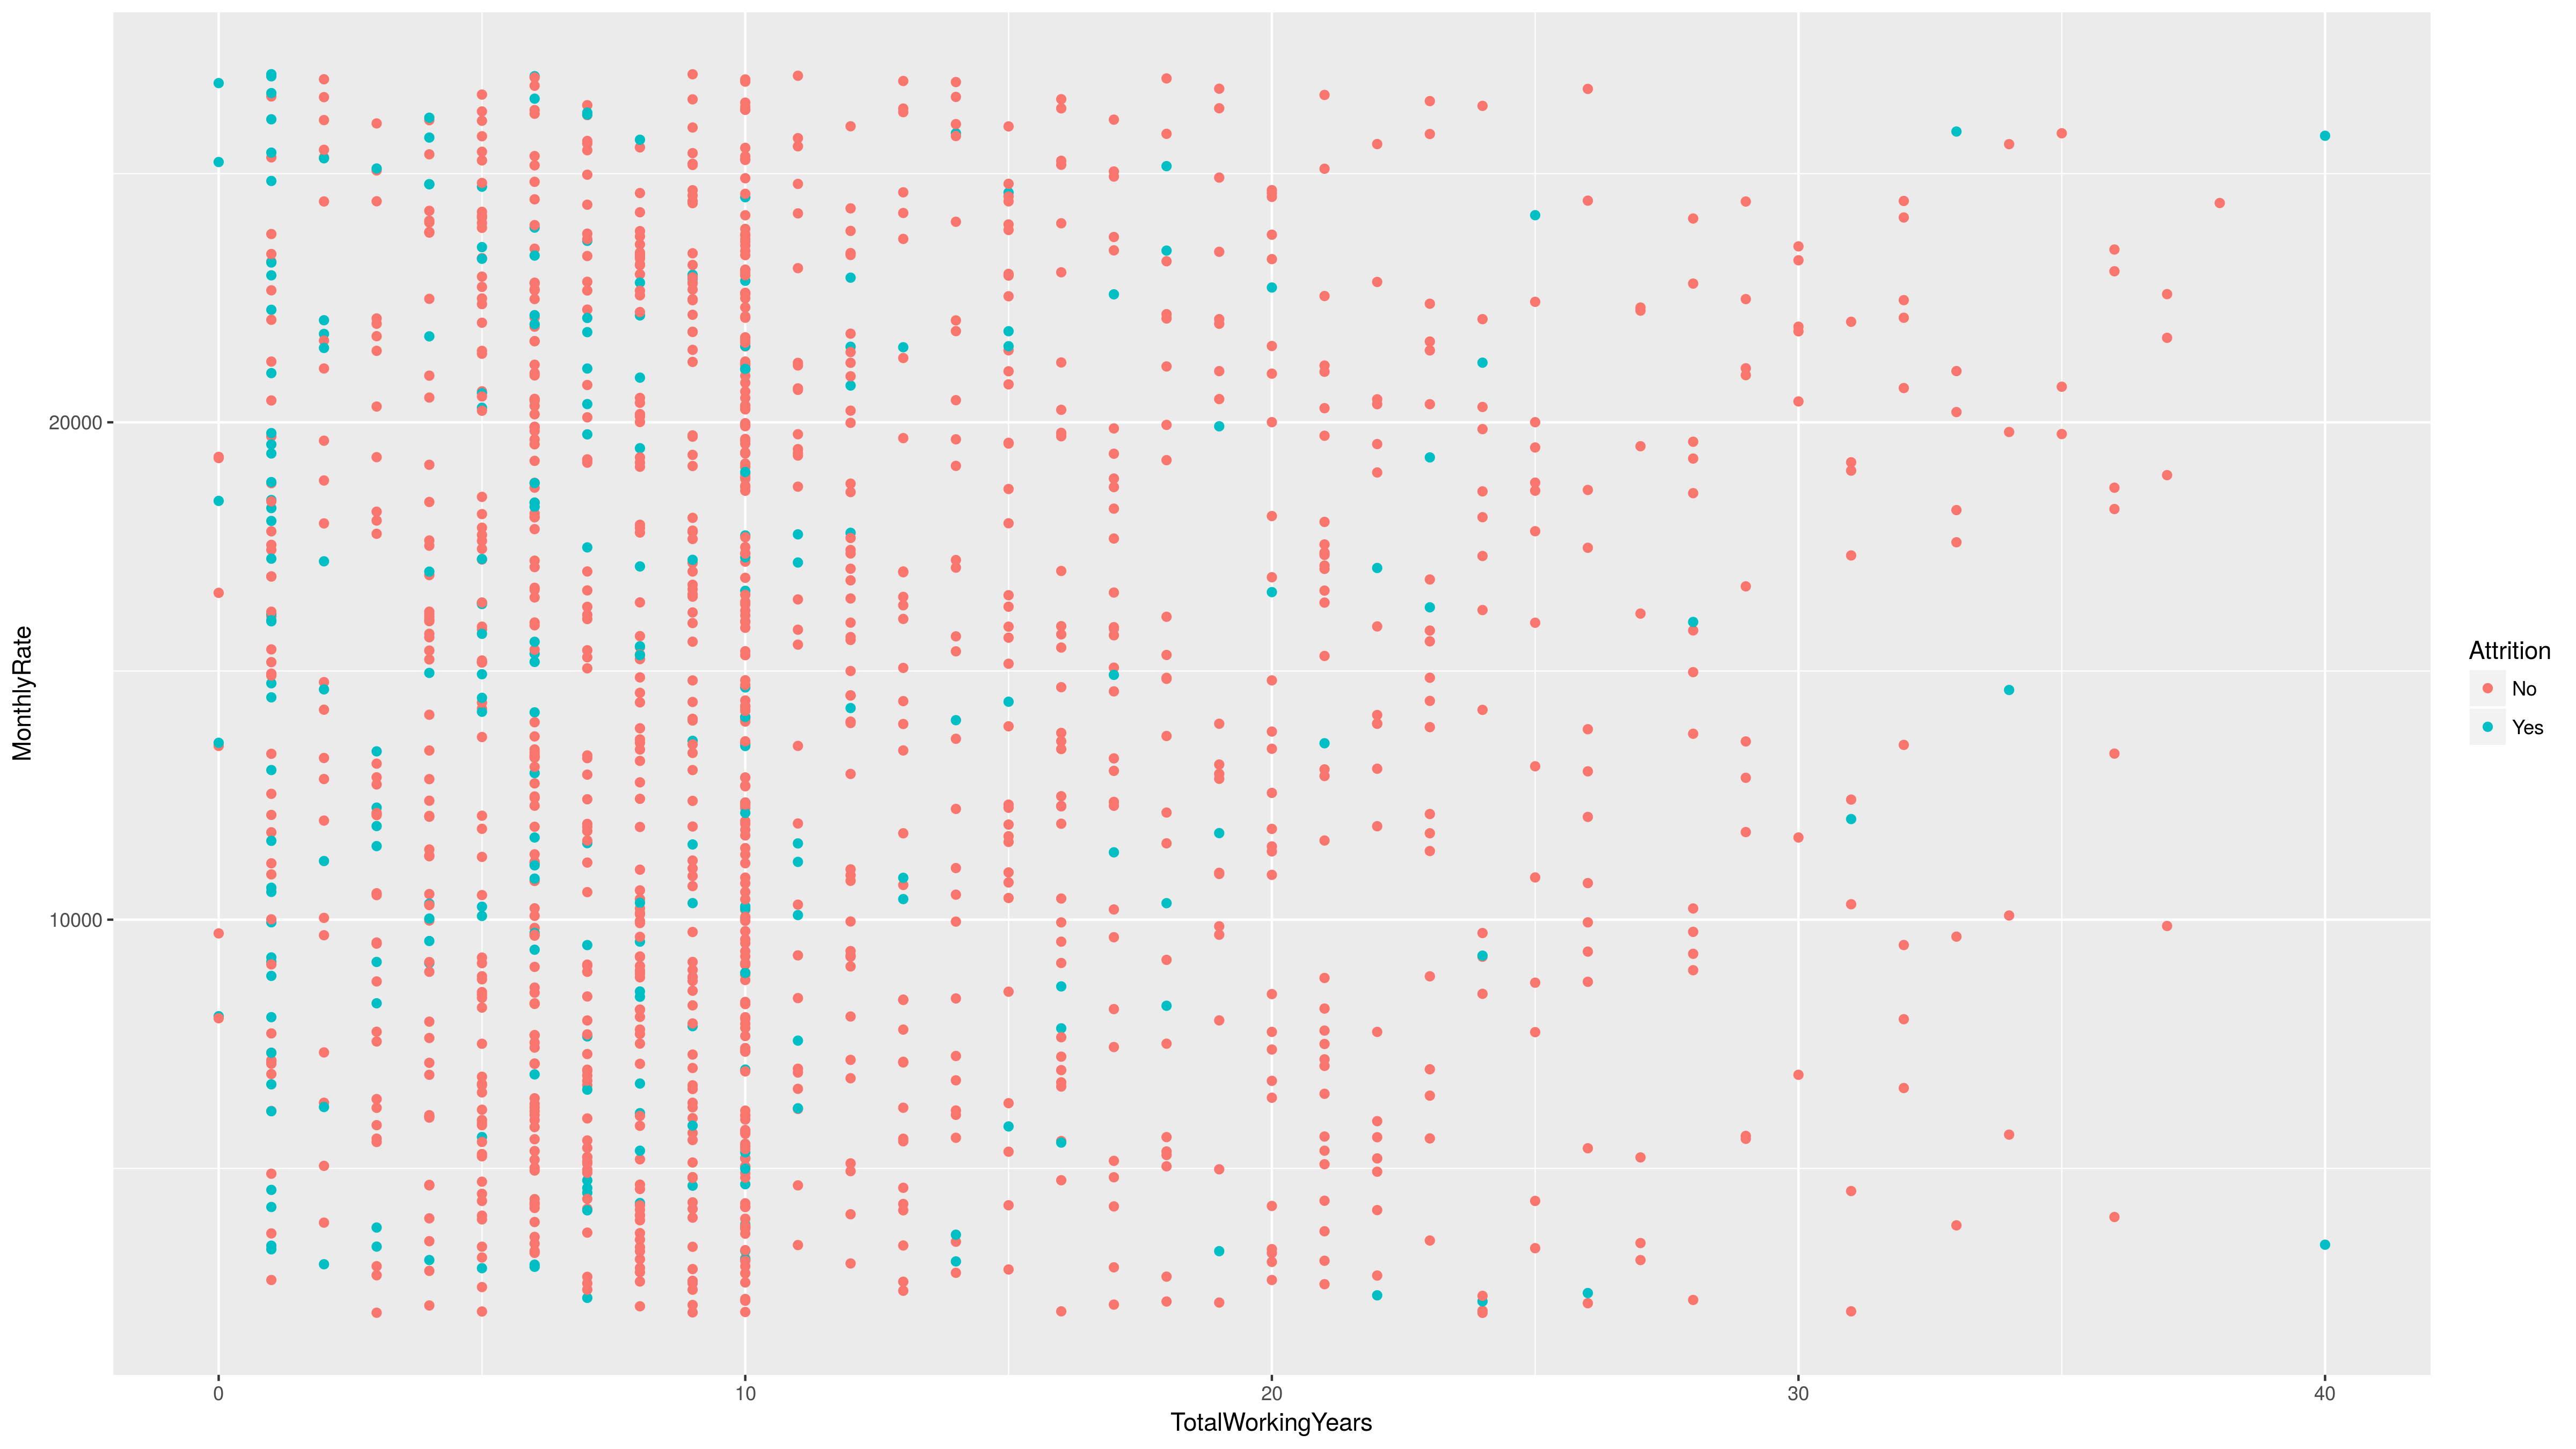 MonthlyRate
20000
10000
0
10
20
30
40
TotalWorkingYears
Attrition
No
Yes